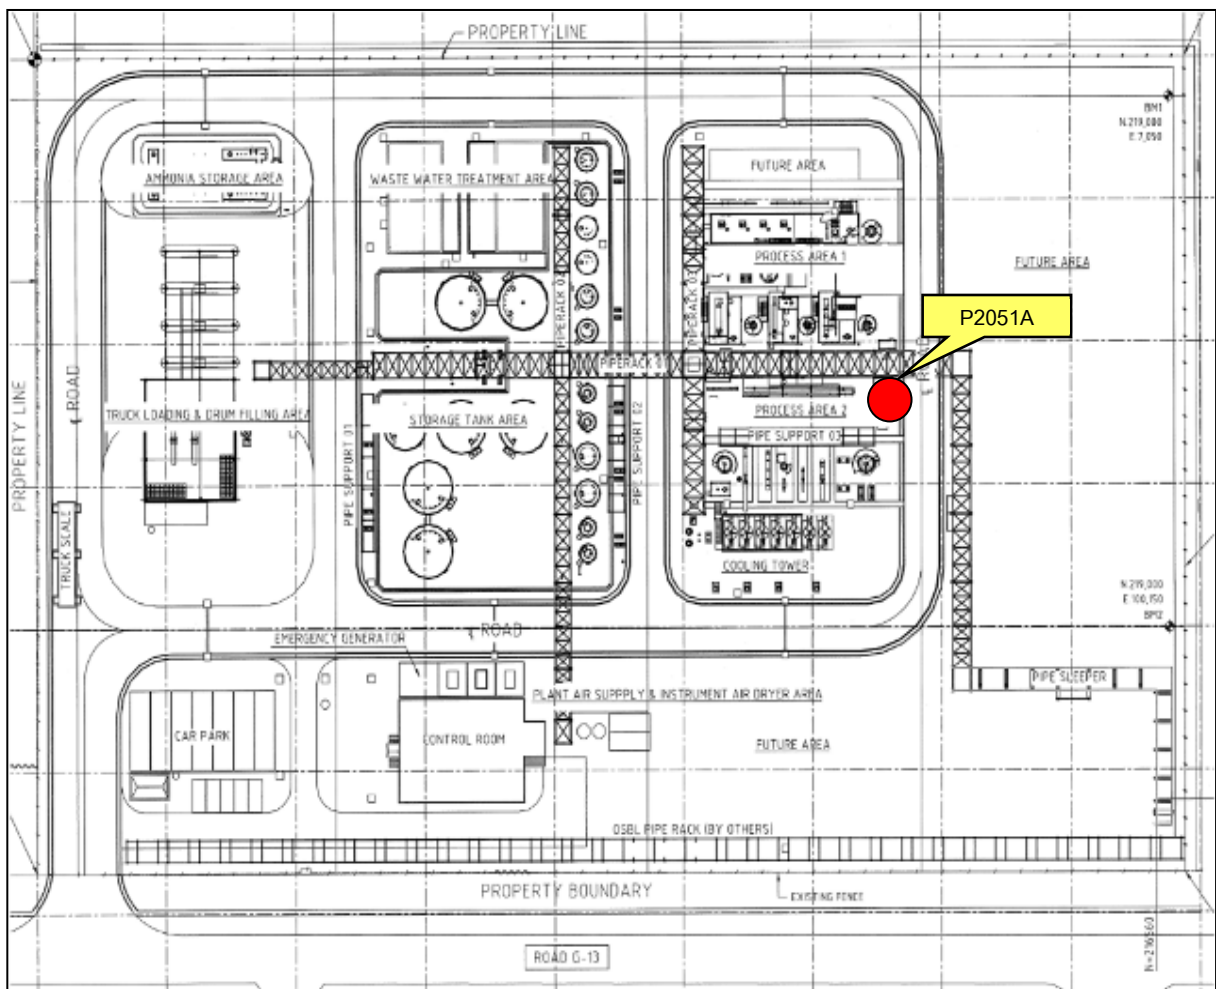 PROPERTY LINE
BM1
N.219,000
E.7,050
AMMONIA STORAGE AREA
WASTE WATER TREATMENT AREA
FUTURE AREA
PROCESS AREA 1
FUTURE AREA
PIPERACK 02
PIPERACK 03
P2051A
PIPERACK
PROPERTY LINE
ROAD
TRUCK LOADING & DRUM FILLING AREA
STORAGE TANK AREA
PROCESS AREA 2
PIPE SUPPORT 03
PIPE SUPPORT 01
PIPE SUPPORT 02
TRUCK SCALE
COOLING TOWER
N.219,000
E.100,150
BM2
ROAD
EMERGENCY GENERATOR
PIPE SLEEPER
PLANT AIR SUPPPLY & INSTRUMENT AIR DRYER AREA
CAR PARK
CONTROL ROOM
FUTURE AREA
OSBL PIPE RACK (BY OTHERS)
PROPERTY BOUNDARY
EXISTING FENCE
ROAD G-13